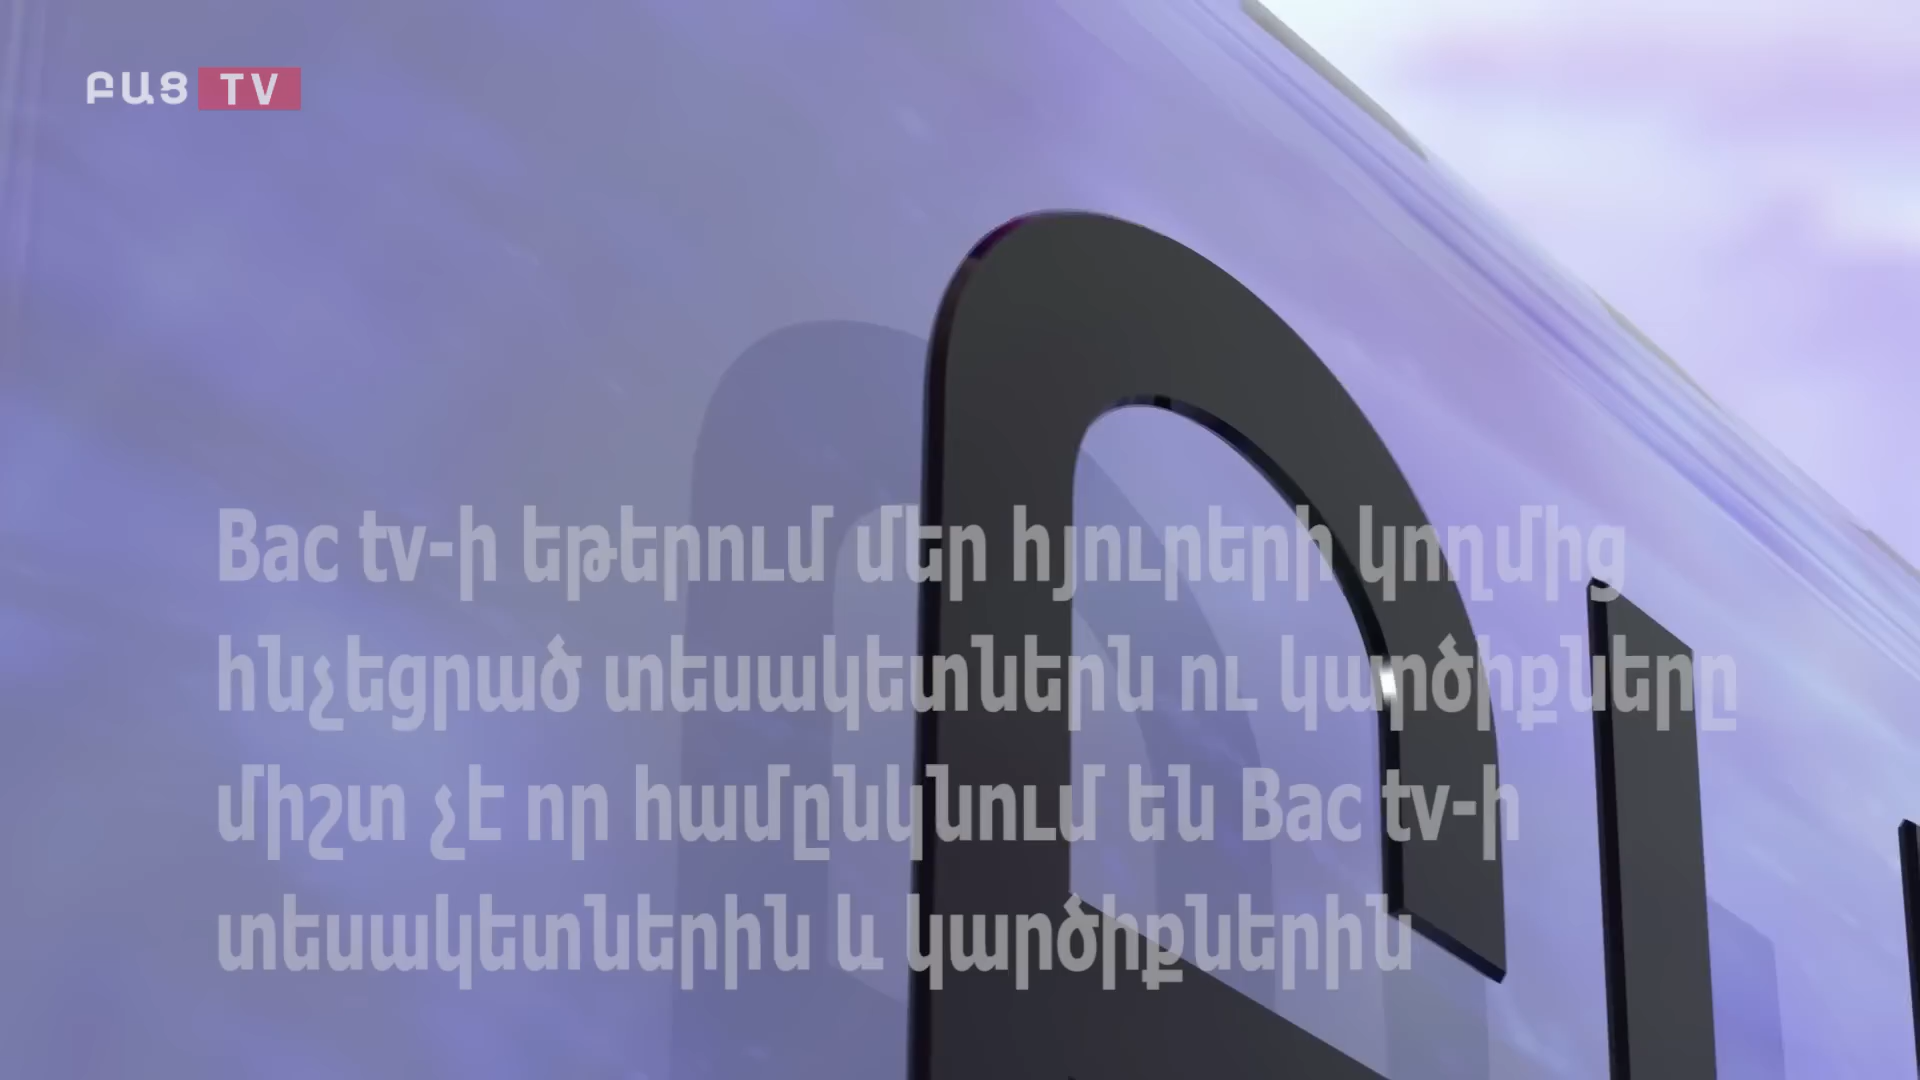 ԲԱՑ TV
Bac tv-ի եթերում մեր հյուրերի կողմից
հնչեցրած տեսակետներն ու կարծիքները
միշտ չէ որ համընկնում են Bac tv-ի
տեսակետներին և կարծիքներին